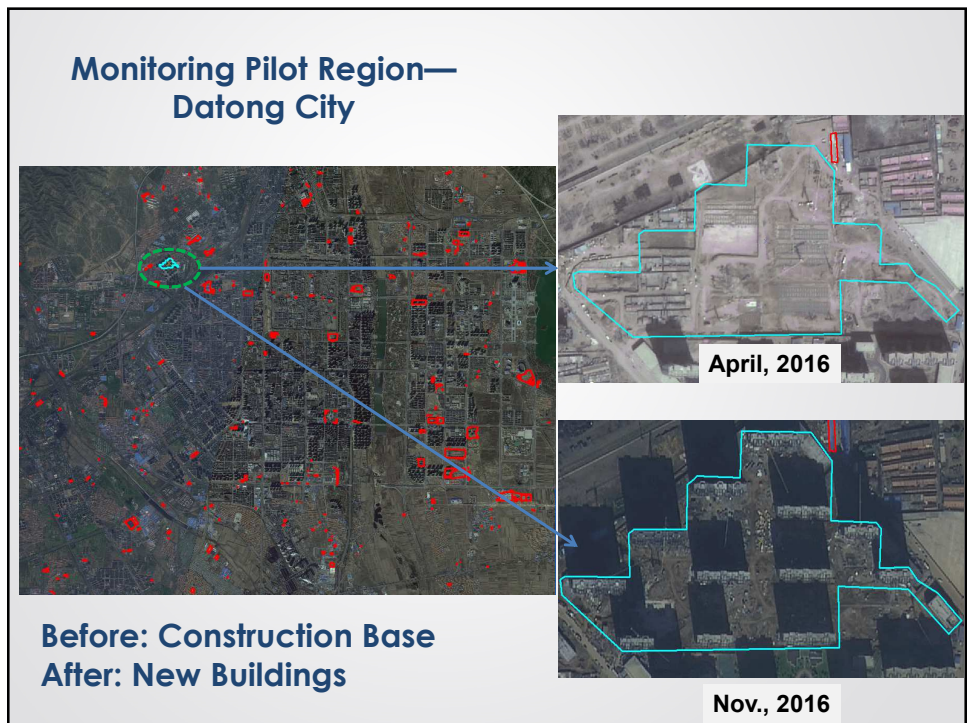 Monitoring Pilot Region—
Datong City
April, 2016
Before: Construction Base
After: New Buildings
Nov., 2016